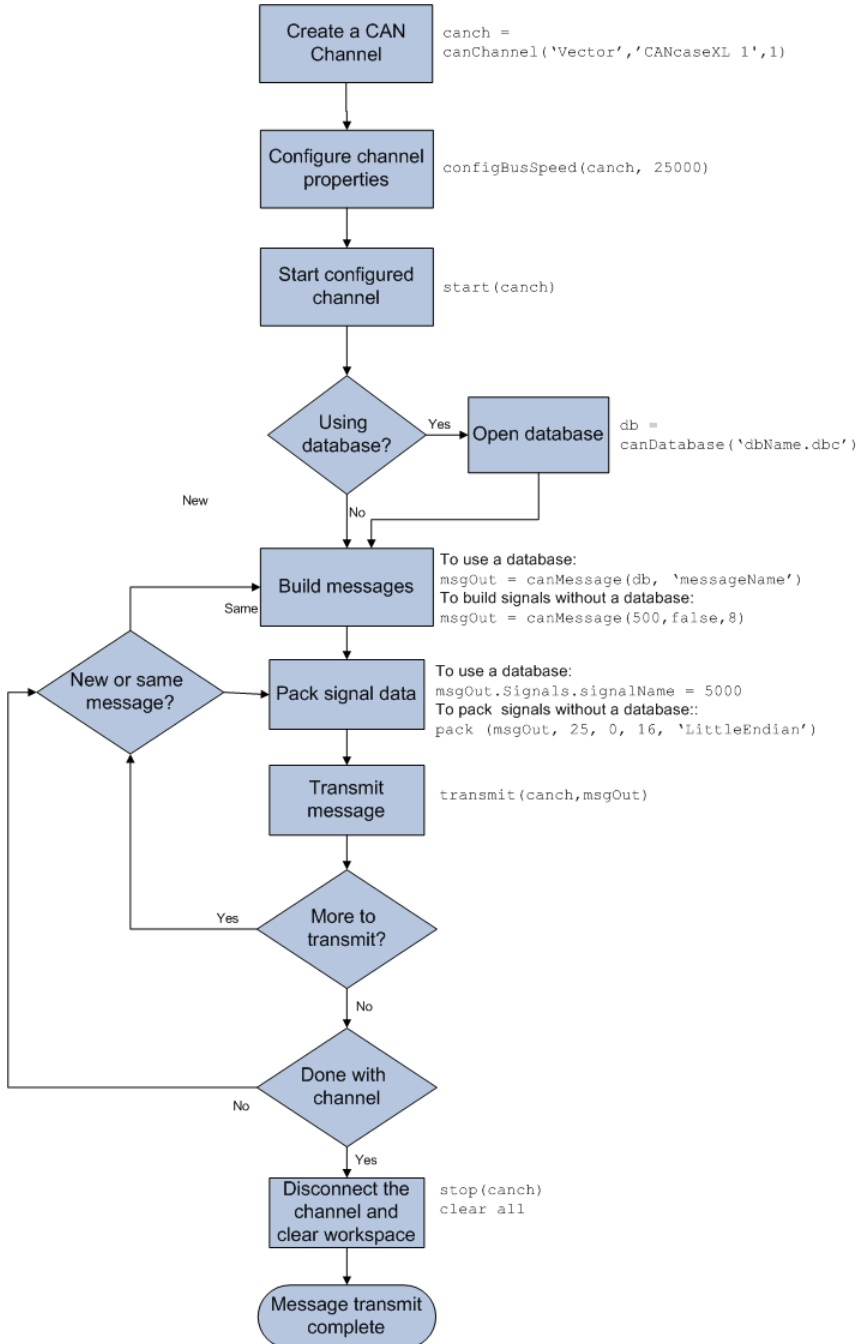 Create a CAN
Channel
canch =
canChannel(‘Vector’,’CANcaseXL 1',1)
Configure channel
properties
configBusSpeed(canch, 25000)
Start configured
channel
start(canch)
Using
database?
Yes
Open database
db =
canDatabase(‘dbName.dbc’)
New
No
Build messages
To use a database:
msgOut = canMessage(db, ‘messageName’)
To build signals without a database:
msgOut = canMessage(500,false,8)
Same
New or same
message?
Pack signal data
To use a database:
msgOut.Signals.signalName = 5000
To pack signals without a database::
pack (msgOut, 25, 0, 16, ‘LittleEndian’)
Transmit
message
transmit(canch,msgOut)
Yes
More to
transmit?
No
Done with
channel
No
Yes
Disconnect the
channel and
clear workspace
stop(canch)
clear all
Message transmit
complete